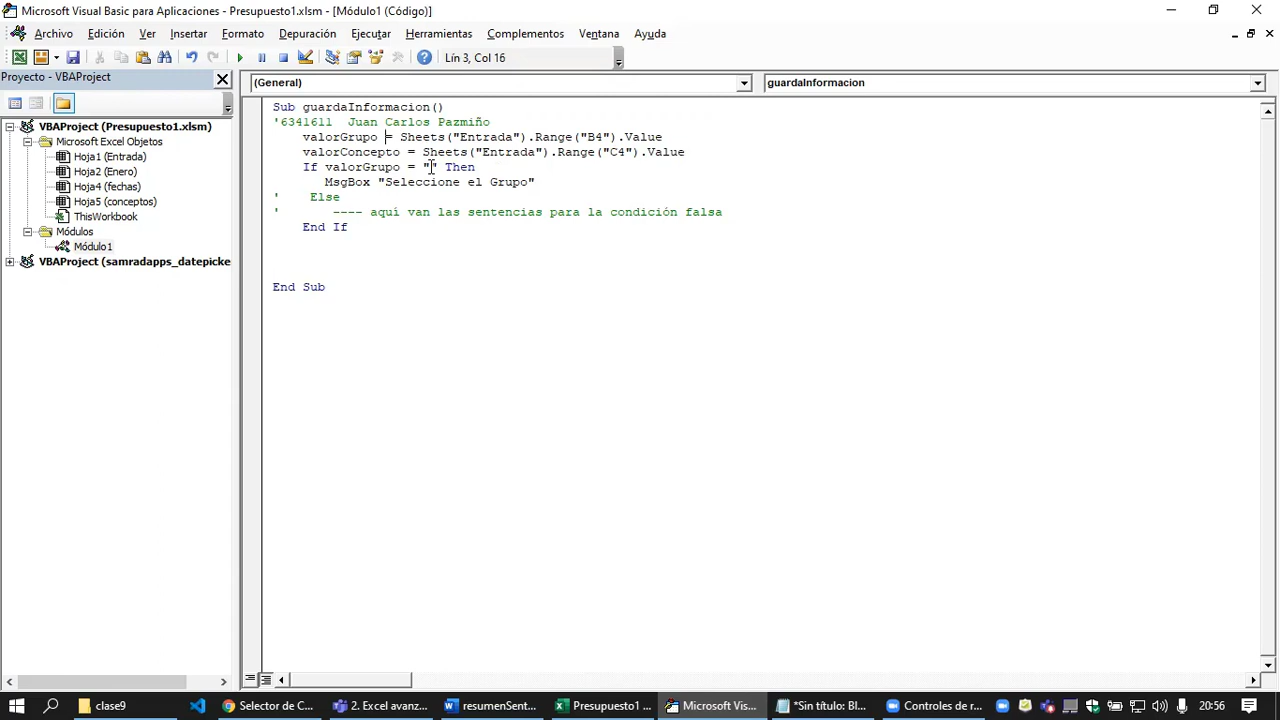 Microsoft Visual Basic para Aplicaciones - Presupuesto1.xlsm - [Módulo1 (Código)]
Archivo Edición Ver Insertar Formato Depuración Ejecutar Herramientas Complementos Ventana Ayuda
Lín 3, Col 16
Proyecto - VBAProject
(General)
guardaInformacion
VBAProject (Presupuesto1.xlsm)
Microsoft Excel Objetos
Hoja1 (Entrada)
Hoja2 (Enero)
Hoja4 (fechas)
Hoja5 (conceptos)
ThisWorkbook
Módulos
Módulo1
VBAProject (samradapps_datepicke
Sub guardaInformacion()
'6341611  Juan Carlos Pazmiño
valorGrupo = Sheets("Entrada").Range("B4").Value
valorConcepto = Sheets("Entrada").Range("C4").Value
If valorGrupo = "" Then
MsgBox "Seleccione el Grupo"
'    Else
'       ---- aquí van las sentencias para la condición falsa
End If
End Sub
clase9
Selector de C...
2. Excel avanz...
resumenSent...
Presupuesto1 ...
Microsoft Vis...
*Sin título: Bl...
Controles de r...
20:56